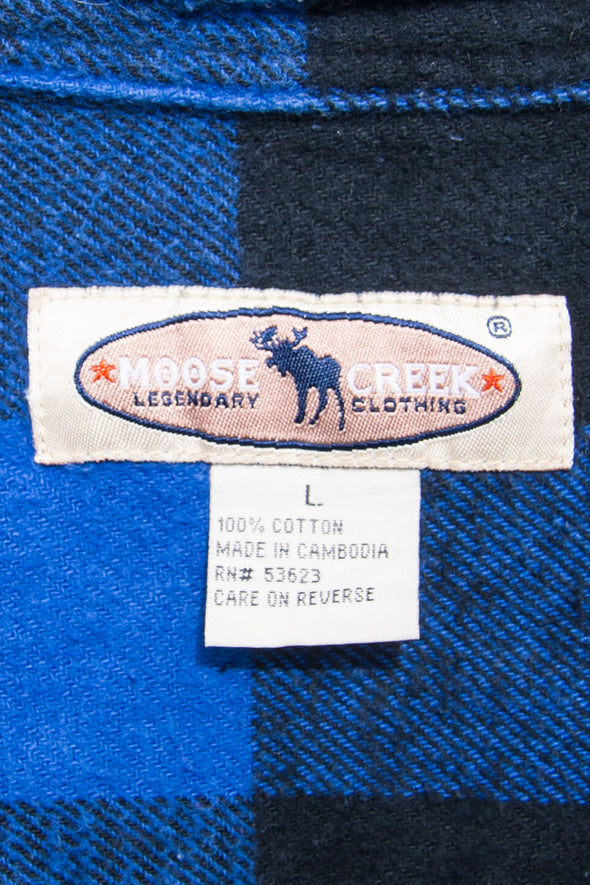 ®
MOOSE CREEK
LEGENDARY CLOTHING
L
100% COTTON
MADE IN CAMBODIA
RN# 53623
CARE ON REVERSE